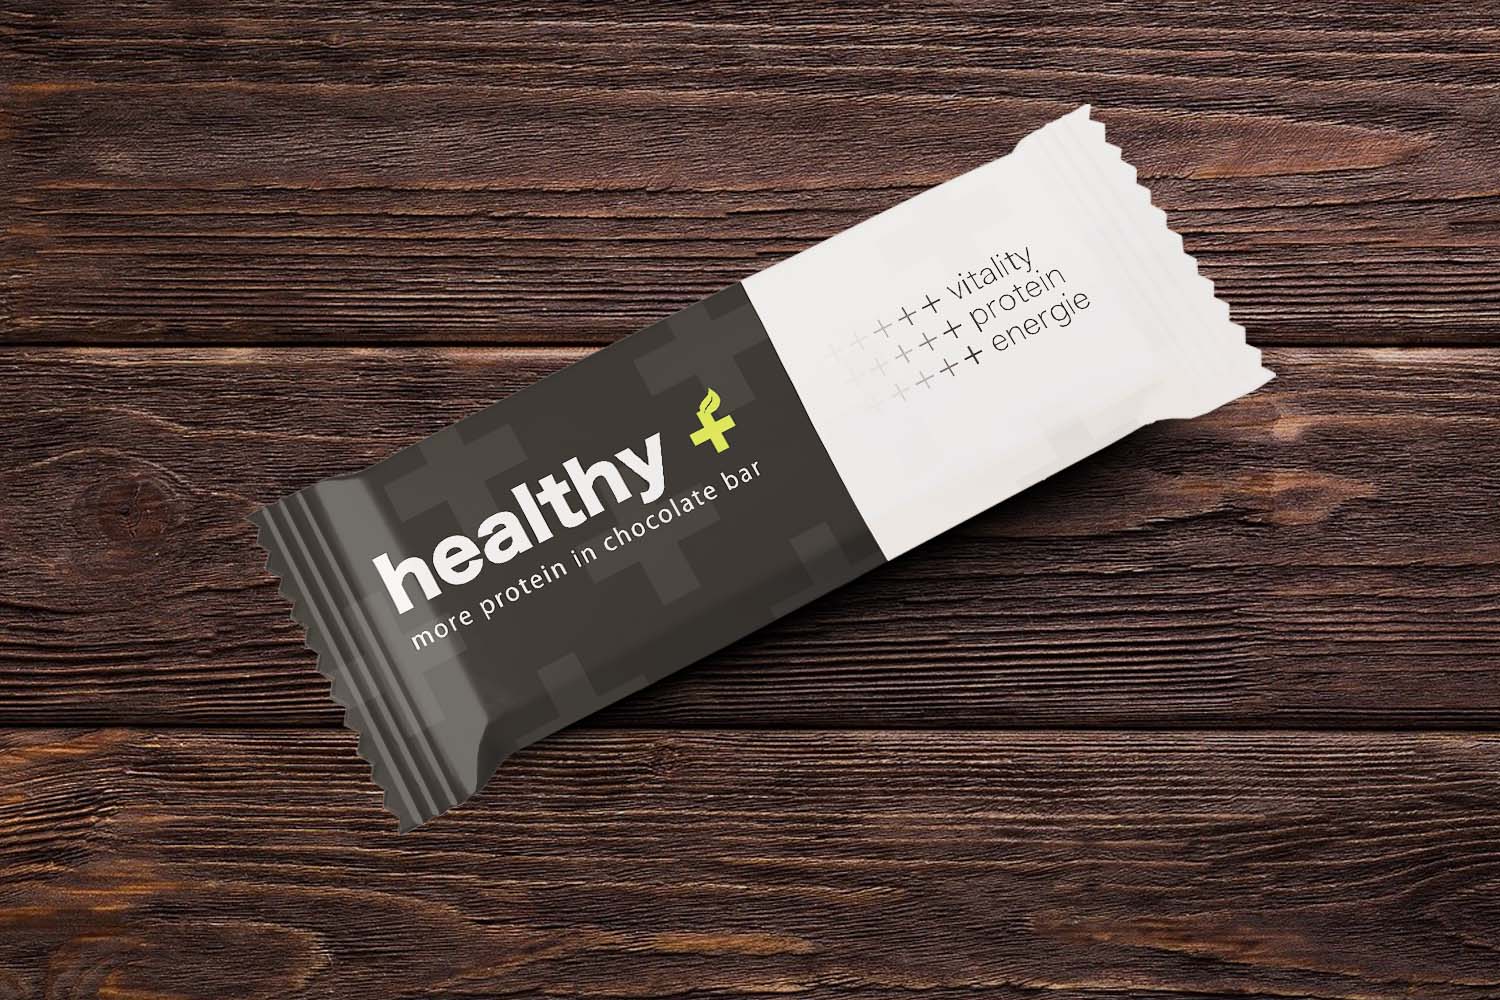 healthy
more protein in chocolate bar
+++++ vitality
+++++ protein
+++++ energie